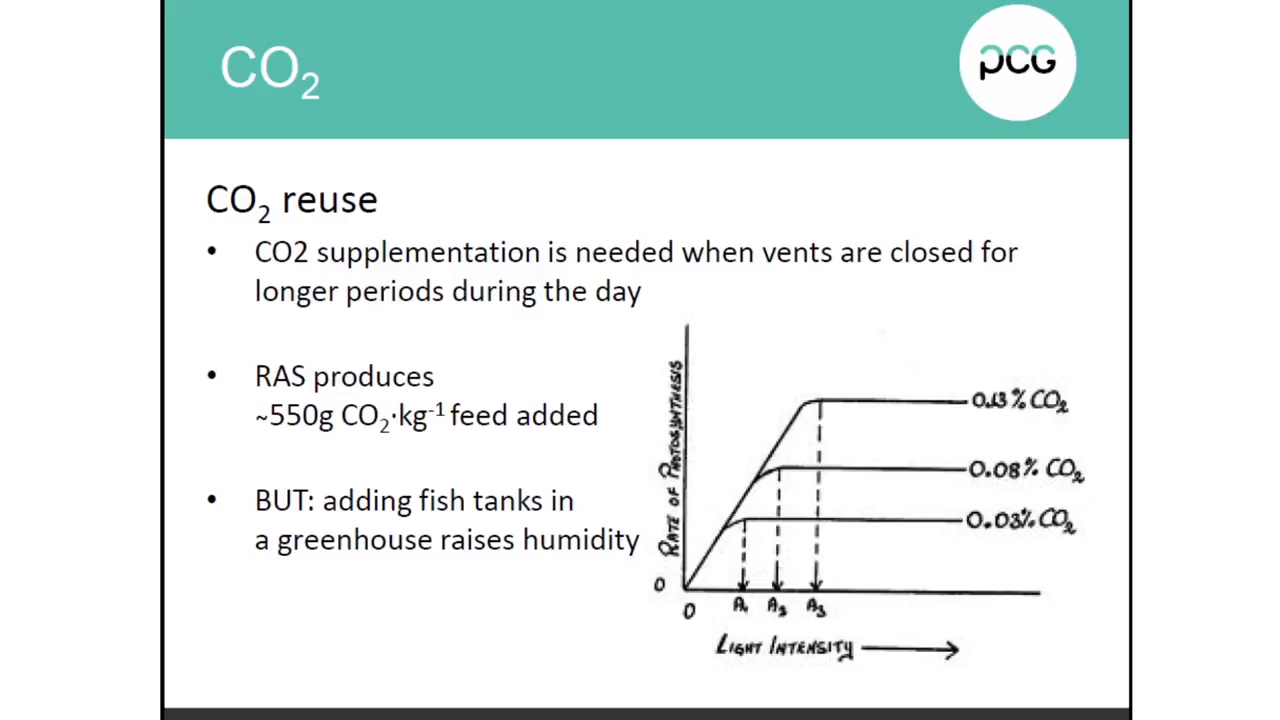 CO₂
pCG
CO₂ reuse
• CO2 supplementation is needed when vents are closed for
longer periods during the day
• RAS produces
~550g CO₂·kg⁻¹ feed added
• BUT: adding fish tanks in
a greenhouse raises humidity
RATE OF PHOTOSYNTHESIS
0.13% CO₂
0.08% CO₂
0.03% CO₂
0
0
A₁ A₂ A₃
LIGHT INTENSITY